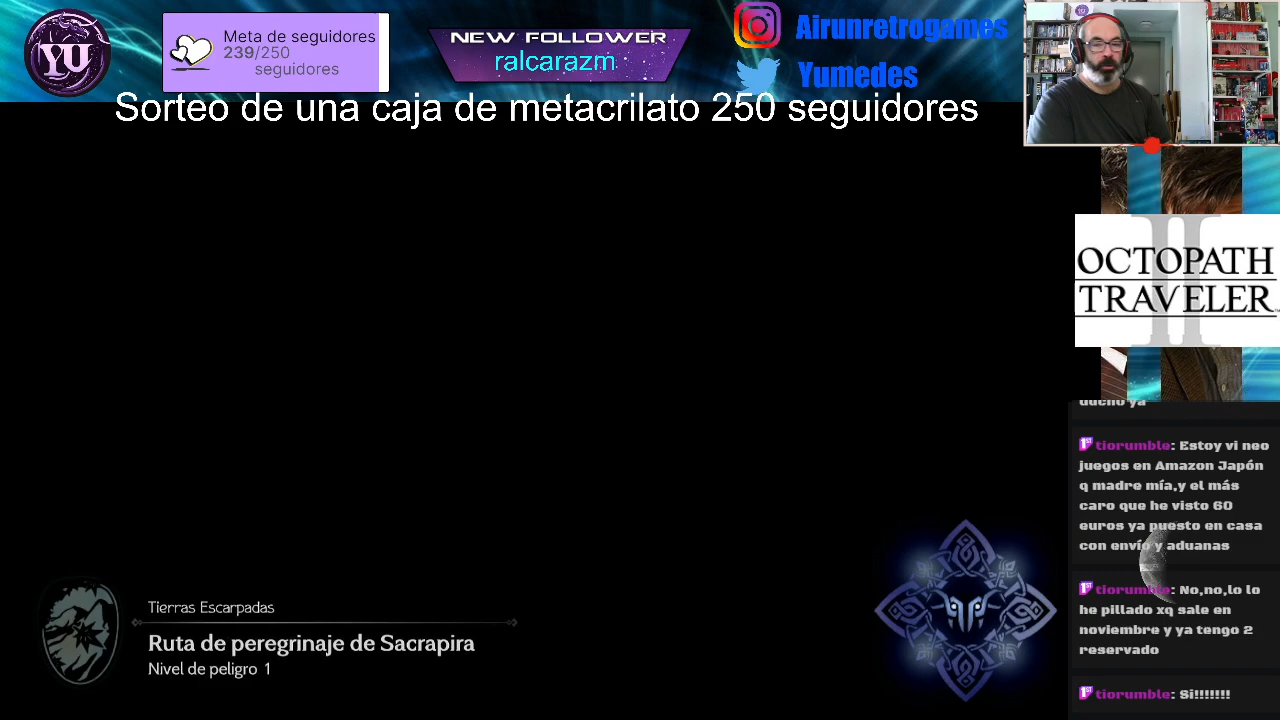 YU
Meta de seguidores
239/250
seguidores
NEW FOLLOWER
ralcarazm
Airunretrogames
Yumedes
Sorteo de una caja de metacrilato 250 seguidores
OCTOPATH
TRAVELER
ducho ya
tiorumble: Estoy vi neo
juegos en Amazon Japón
q madre mía,y el más
caro que he visto 60
euros ya puesto en casa
con envío y aduanas
tiorumble: No,no,lo lo
he pillado xq sale en
noviembre y ya tengo 2
reservado
tiorumble: Si!!!!!!!
Tierras Escarpadas
Ruta de peregrinaje de Sacrapira
Nivel de peligro 1